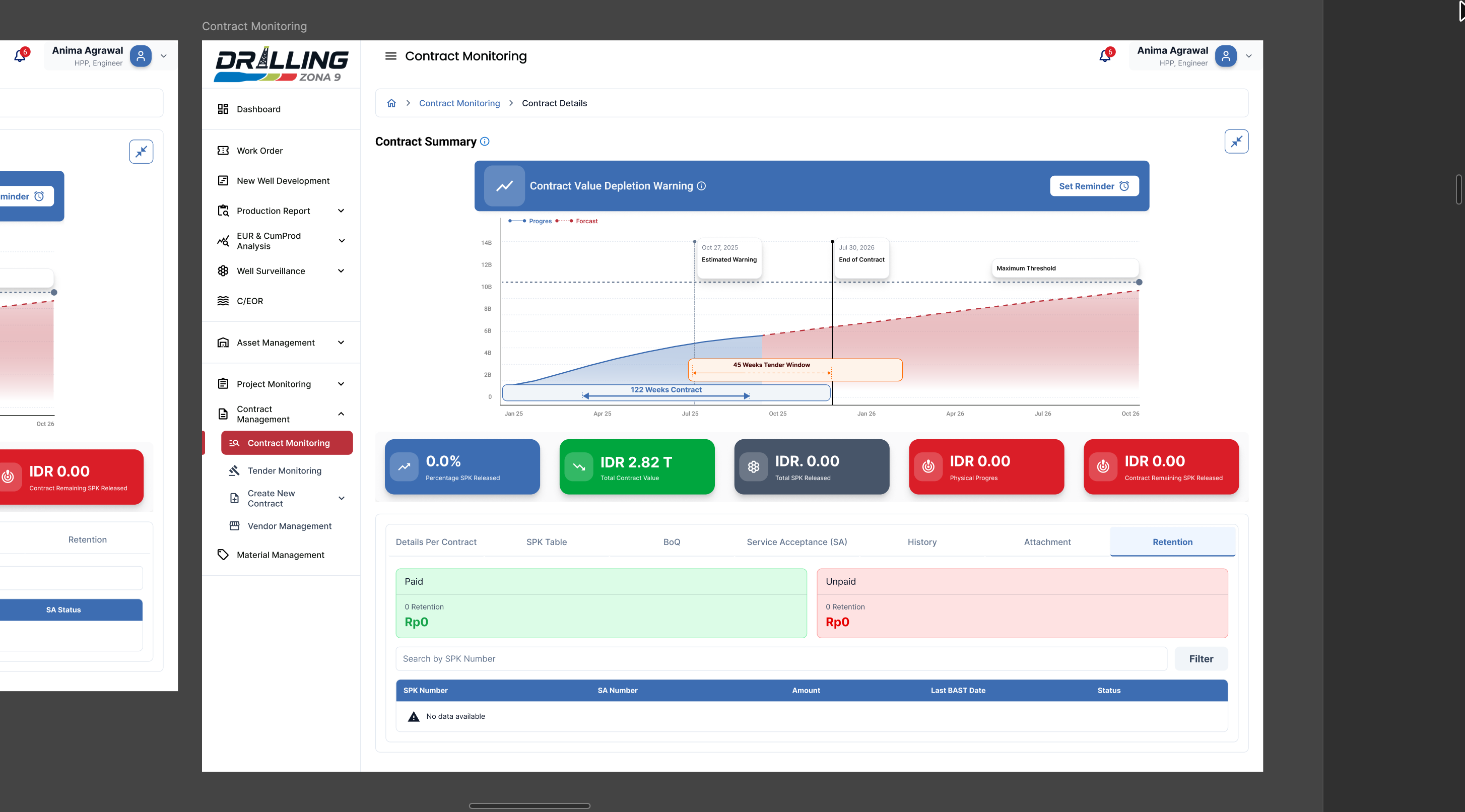 Contract Monitoring
5
Anima Agrawal
HPP, Engineer
minder
Oct 26
IDR 0.00
Contract Remaining SPK Released
Retention
SA Status
DRILLING
ZONA 9
Dashboard
Work Order
New Well Development
Production Report
EUR & CumProd
Analysis
Well Surveillance
C/EOR
Asset Management
Project Monitoring
Contract
Management
Contract Monitoring
Tender Monitoring
Create New
Contract
Vendor Management
Material Management
Contract Monitoring
5
Anima Agrawal
HPP, Engineer
Contract Monitoring
Contract Details
Contract Summary
Contract Value Depletion Warning
Set Reminder
Progres
Forcast
14B
12B
10B
8B
6B
4B
2B
0
Oct 27, 2025
Estimated Warning
Jul 30, 2026
End of Contract
Maximum Threshold
45 Weeks Tender Window
122 Weeks Contract
Jan 25
Apr 25
Jul 25
Oct 25
Jan 26
Apr 26
Jul 26
Oct 26
0.0%
Percentage SPK Released
IDR 2.82 T
Total Contract Value
IDR. 0.00
Total SPK Released
IDR 0.00
Physical Progres
IDR 0.00
Contract Remaining SPK Released
Details Per Contract
SPK Table
BoQ
Service Acceptance (SA)
History
Attachment
Retention
Paid
0 Retention
Rp0
Unpaid
0 Retention
Rp0
Search by SPK Number
Filter
SPK Number
SA Number
Amount
Last BAST Date
Status
No data available